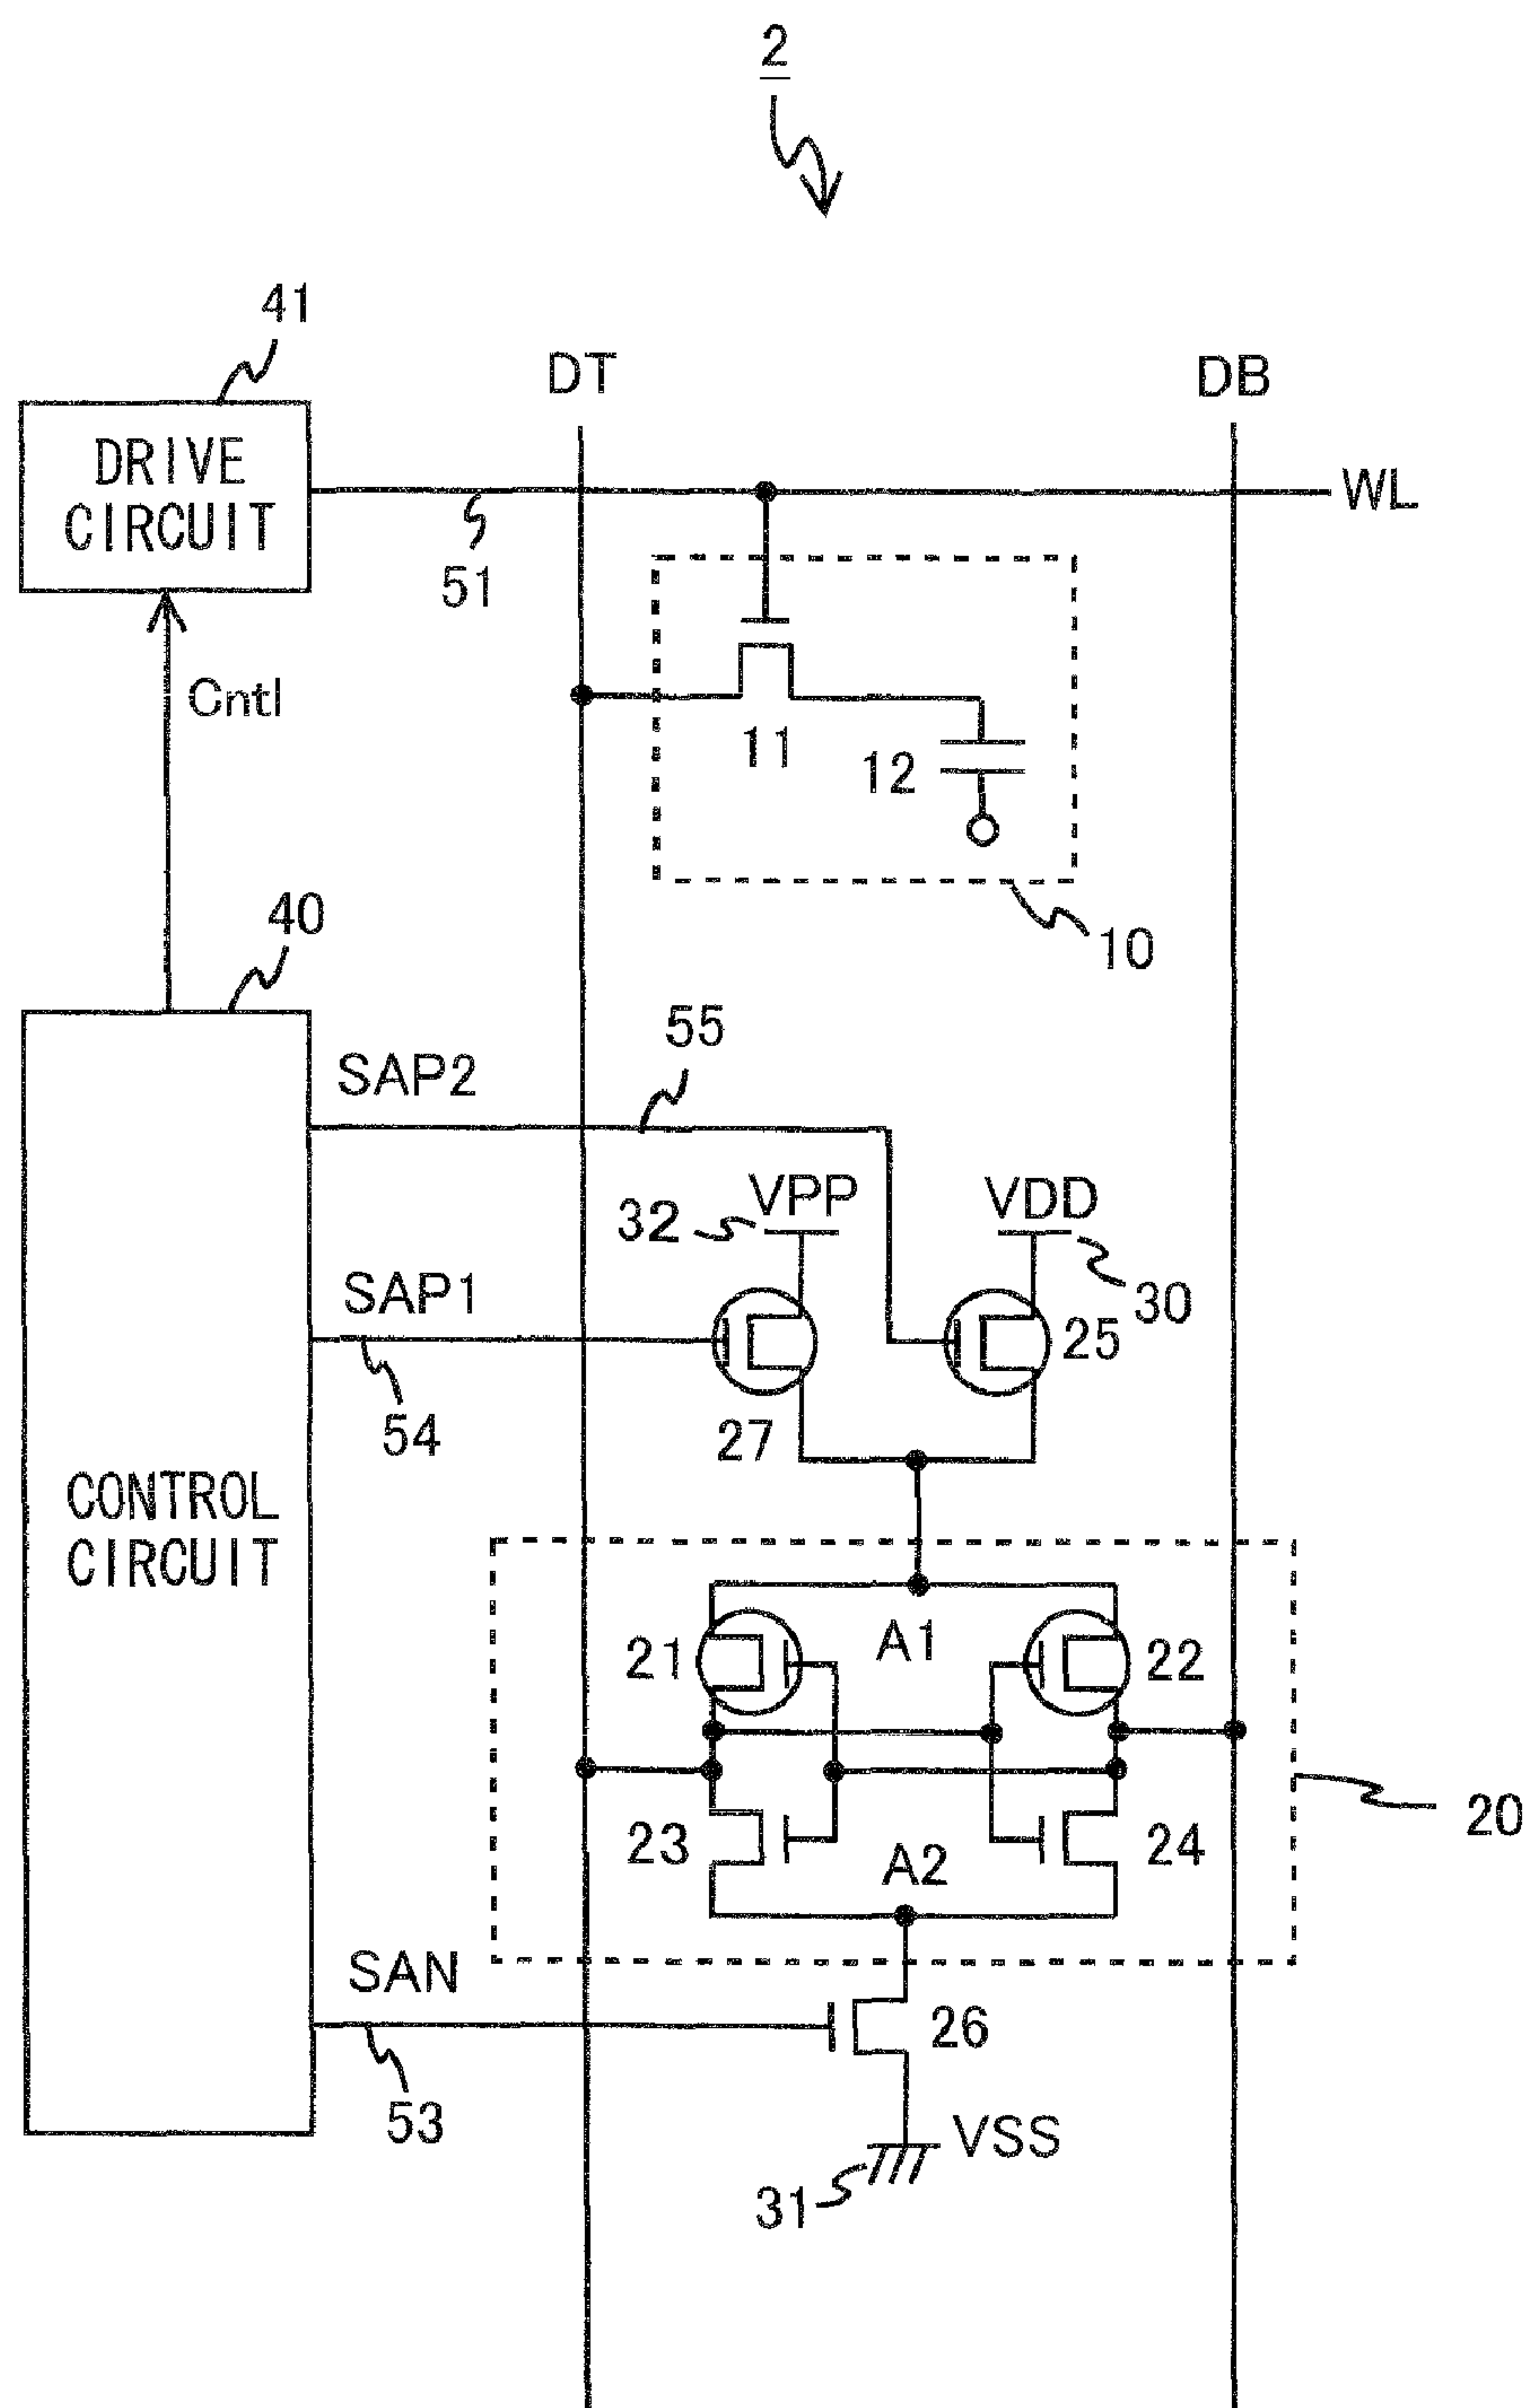 2
41
DT
DB
DRIVE
CIRCUIT
WL
51
Cntl
11
12
10
40
55
SAP2
VPP
VDD
32
30
SAP1
25
54
27
CONTROL
CIRCUIT
21
A1
22
20
23
24
A2
SAN
26
53
VSS
31